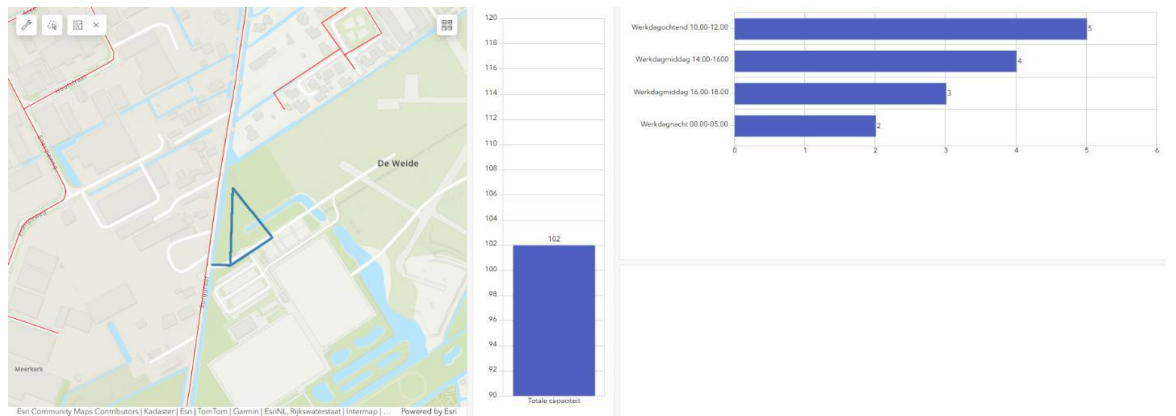 De Weide
Meerkerk
Esri Community Maps Contributors | Kadaster | Esri | TomTom | Garmin | EsriNL, Rijkswaterstaat | Intermap | ...
Powered by Esri
120
118
116
114
112
110
108
106
104
102
100
98
96
94
92
90
102
Totale capaciteit
Werkdagochtend 10.00-12.00
5
Werkdagmiddag 14.00-1600
4
Werkdagmiddag 16.00-18.00
3
Werkdagnacht 00.00-05.00
2
0 1 2 3 4 5 6